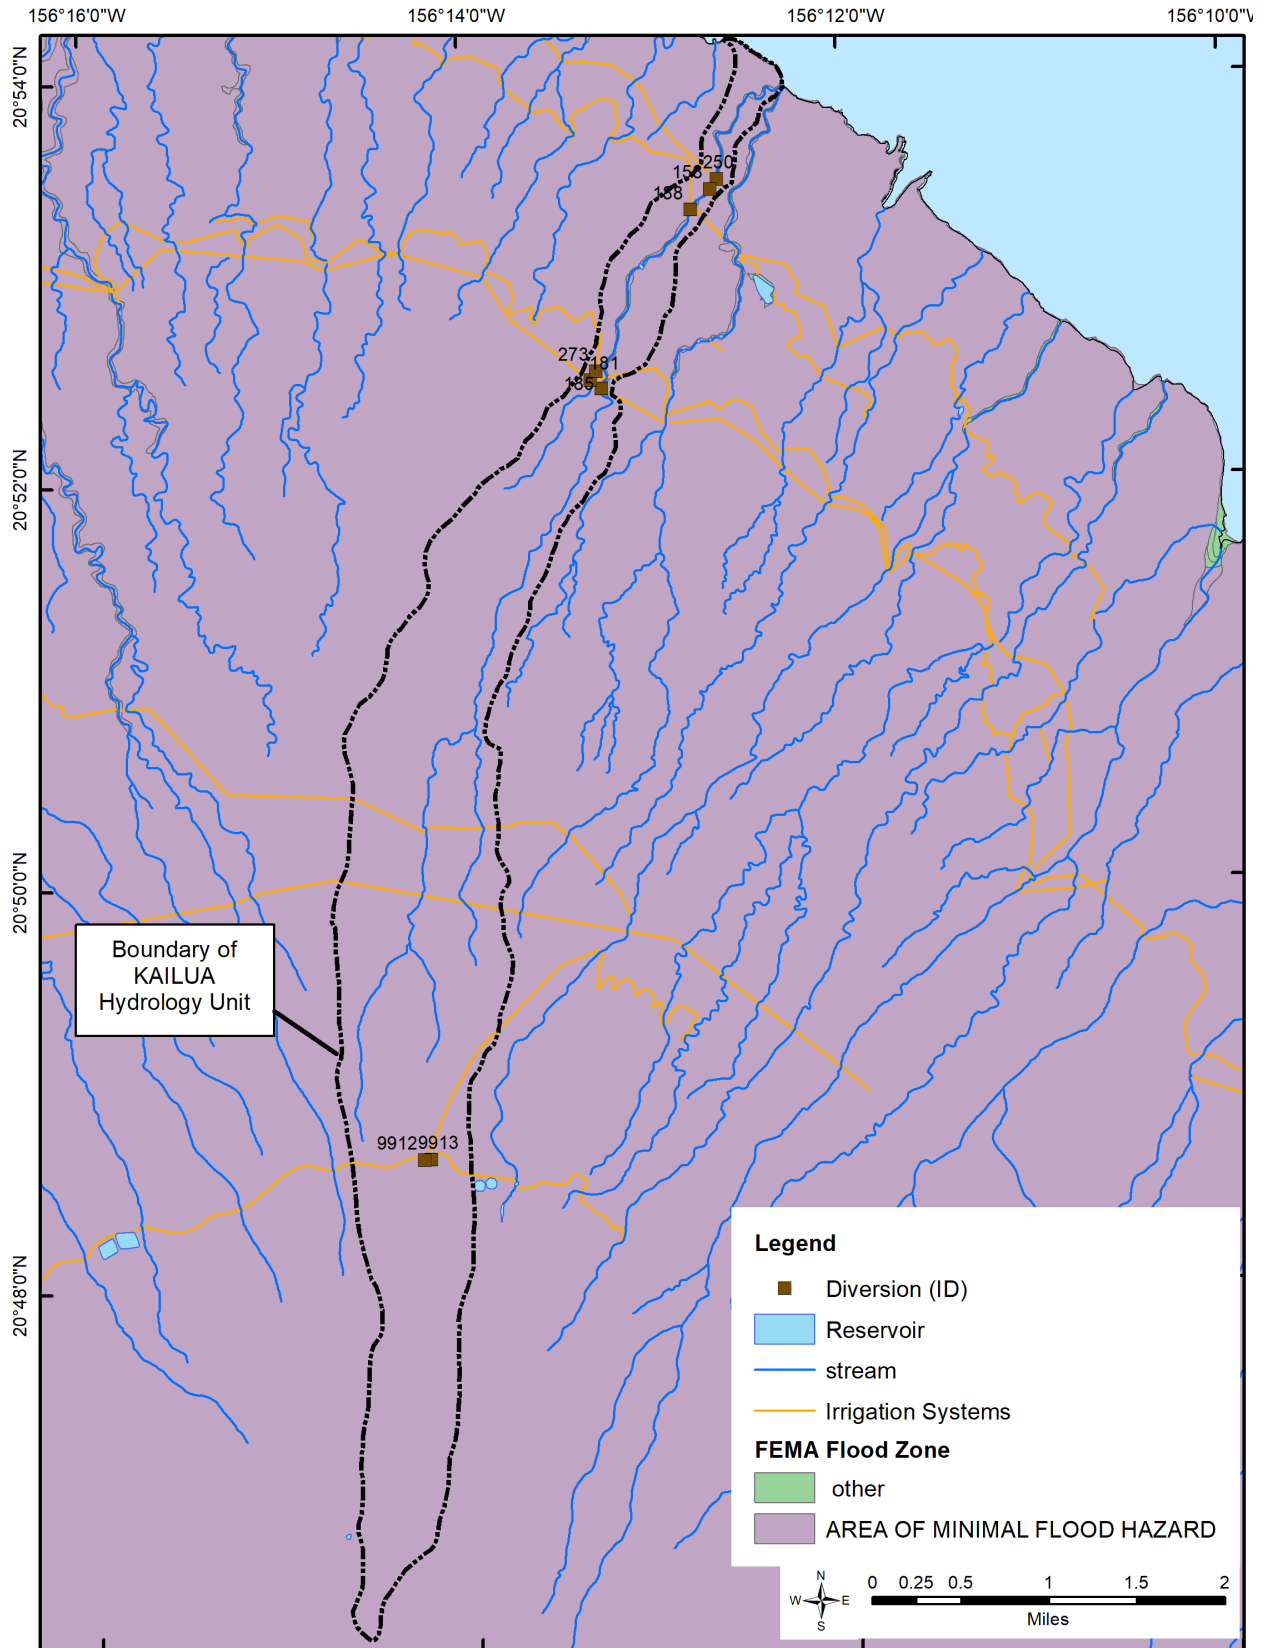 156°16'0"W
156°14'0"W
156°12'0"W
156°10'0"W
20°54'0"N
250
158
188
273
181
185
20°52'0"N
20°50'0"N
Boundary of
KAILUA
Hydrology Unit
9912 9913
20°48'0"N
Legend
Diversion (ID)
Reservoir
stream
Irrigation Systems
FEMA Flood Zone
other
AREA OF MINIMAL FLOOD HAZARD
N
W E
S
0 0.25 0.5 1 1.5 2
Miles